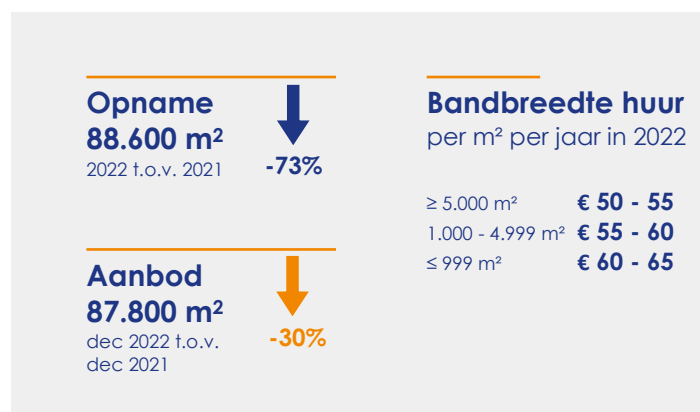 Opname
88.600 m²
2022 t.o.v. 2021
-73%
Aanbod
87.800 m²
dec 2022 t.o.v.
dec 2021
-30%
Bandbreedte huur
per m² per jaar in 2022
≥ 5.000 m² € 50 - 55
1.000 - 4.999 m² € 55 - 60
≤ 999 m² € 60 - 65